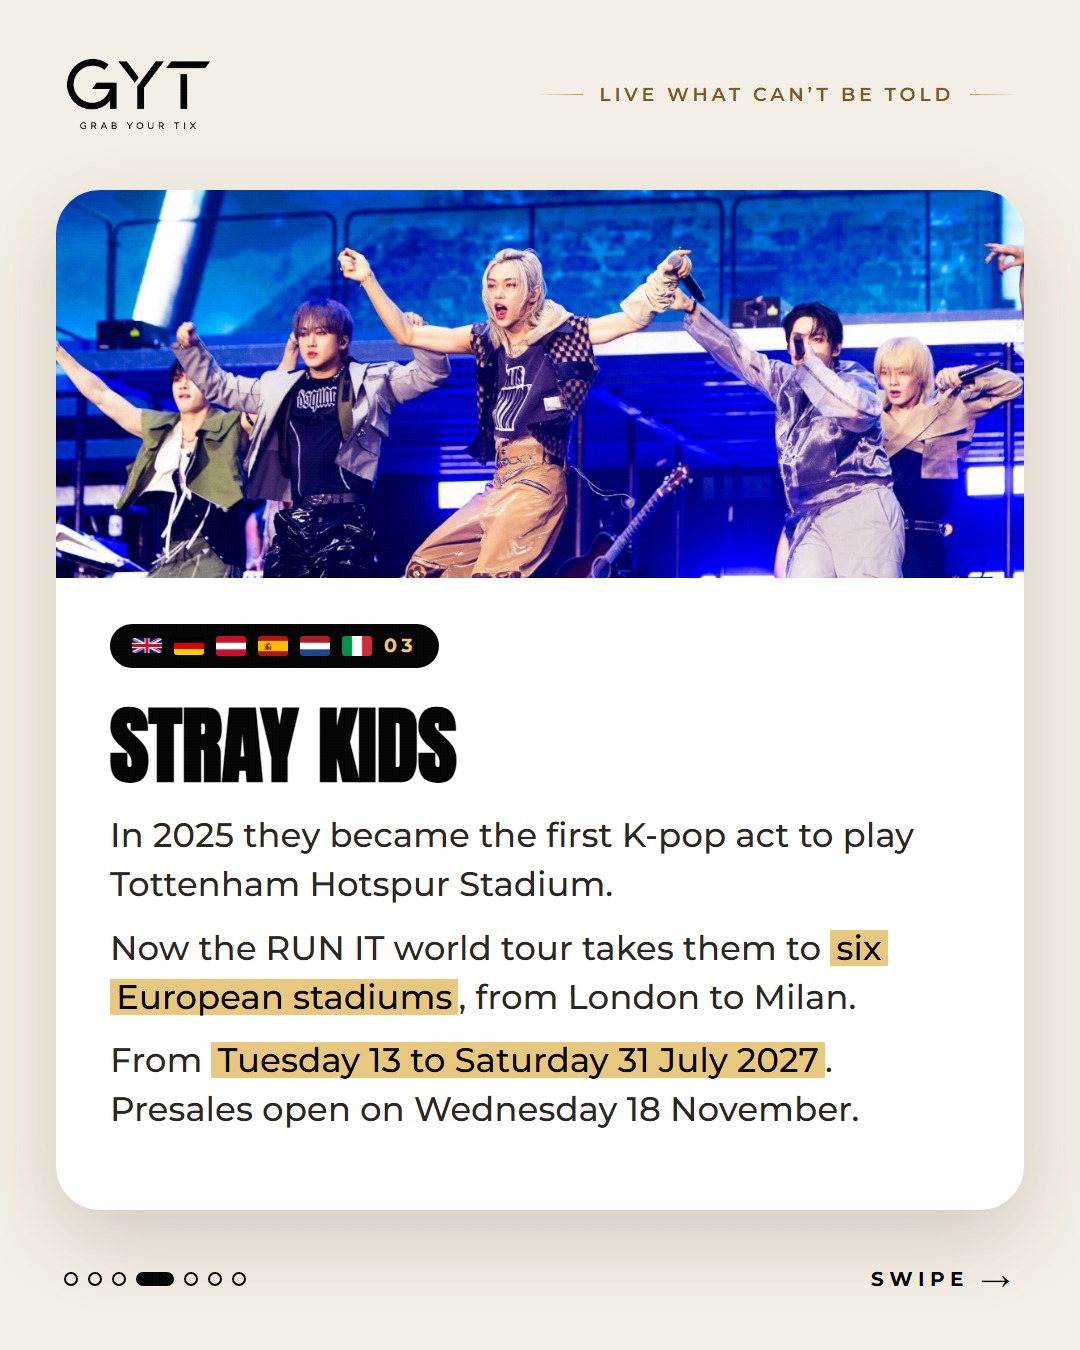 GYT
GRAB YOUR TIX
LIVE WHAT CAN’T BE TOLD
03
STRAY KIDS
In 2025 they became the first K-pop act to play
Tottenham Hotspur Stadium.
Now the RUN IT world tour takes them to six
European stadiums, from London to Milan.
From Tuesday 13 to Saturday 31 July 2027.
Presales open on Wednesday 18 November.
SWIPE →